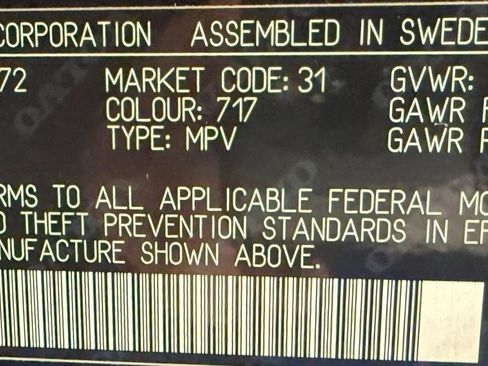 CORPORATION ASSEMBLED IN SWEDE
72 MARKET CODE: 31 GVWR:
COLOUR: 717 GAWR F
TYPE: MPV GAWR R
RMS TO ALL APPLICABLE FEDERAL MO
D THEFT PREVENTION STANDARDS IN EF
NUFACTURE SHOWN ABOVE.